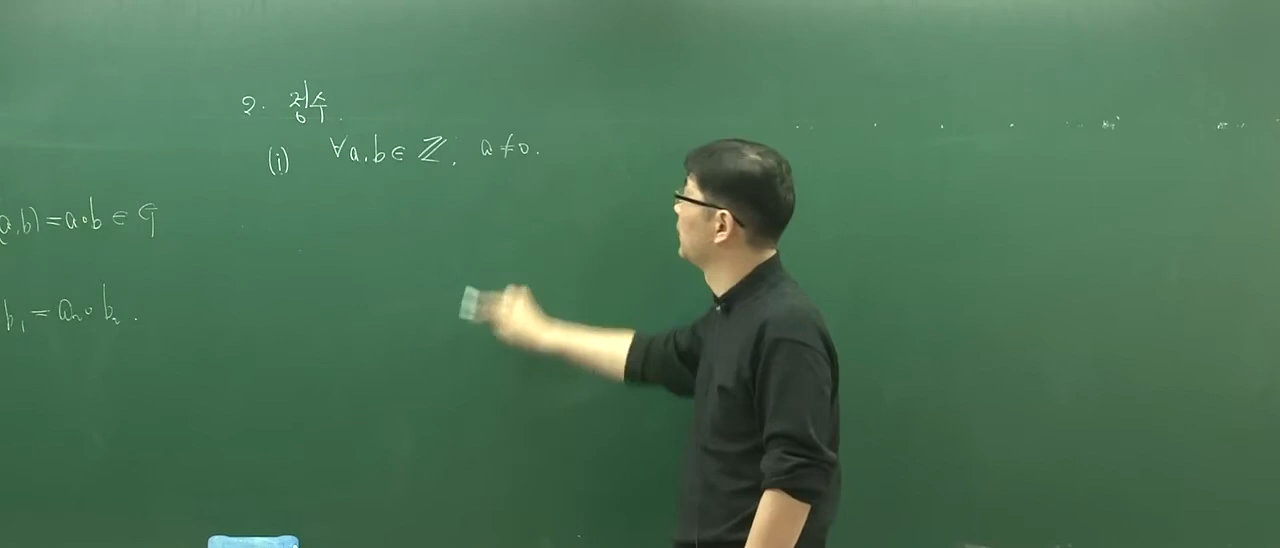 2. 정수.
(i) ∀a,b∈ℤ, a≠0.
(a,b)=a∘b∈G
b₁=a₂∘b₂.